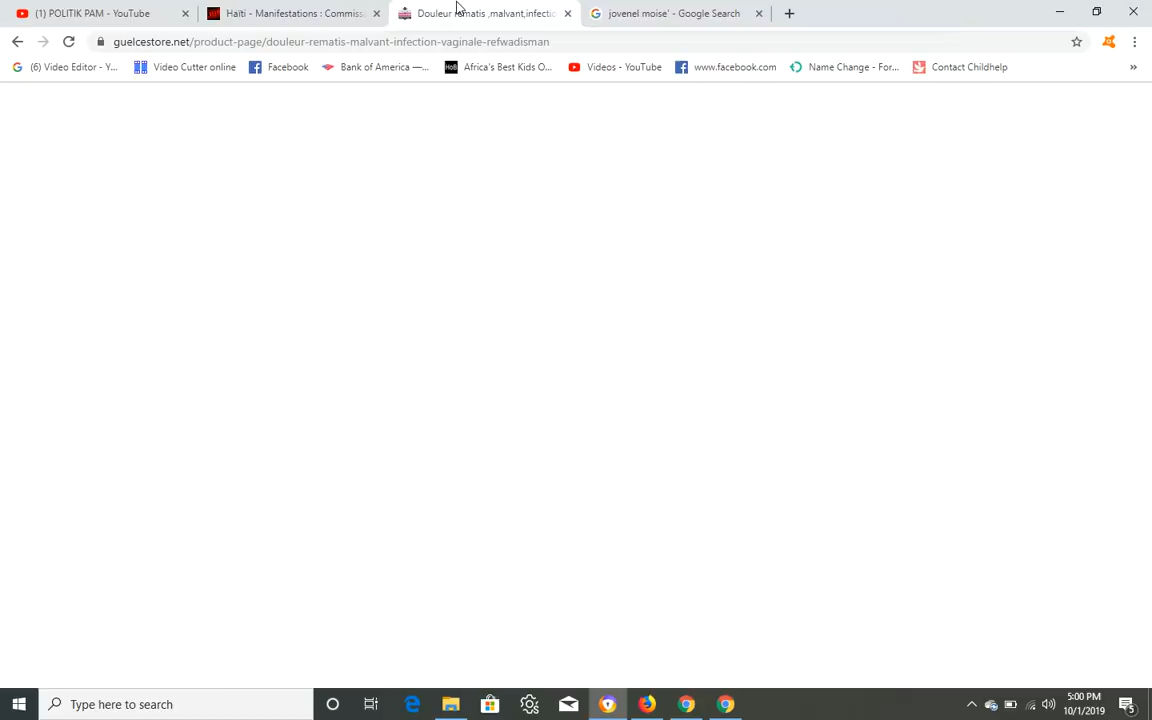 (1) POLITIK PAM - YouTube
Haïti - Manifestations : Commiss
Douleur rematis ,malvant,infectio
jovenel moise' - Google Search
guelcestore.net/product-page/douleur-rematis-malvant-infection-vaginale-refwadisman
(6) Video Editor - Y...
Video Cutter online
Facebook
Bank of America —...
HoB
Africa's Best Kids O...
Videos - YouTube
www.facebook.com
Name Change - For...
Contact Childhelp
Type here to search
5:00 PM
10/1/2019
5